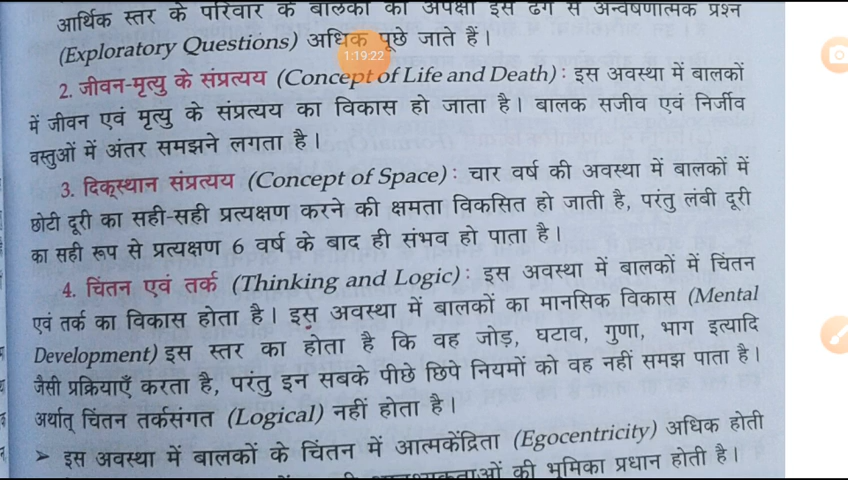 आर्थिक स्तर के परिवार के बालकों की अपेक्षा इस ढंग से अन्वेषणात्मक प्रश्न
(Exploratory Questions) अधिक पूछे जाते हैं।
1:19:22
2. जीवन-मृत्यु के संप्रत्यय (Concept of Life and Death): इस अवस्था में बालकों
में जीवन एवं मृत्यु के संप्रत्यय का विकास हो जाता है। बालक सजीव एवं निर्जीव
वस्तुओं में अंतर समझने लगता है।
3. दिक्स्थान संप्रत्यय (Concept of Space): चार वर्ष की अवस्था में बालकों में
छोटी दूरी का सही-सही प्रत्यक्षण करने की क्षमता विकसित हो जाती है, परंतु लंबी दूरी
का सही रूप से प्रत्यक्षण 6 वर्ष के बाद ही संभव हो पाता है।
4. चिंतन एवं तर्क (Thinking and Logic): इस अवस्था में बालकों में चिंतन
एवं तर्क का विकास होता है। इस अवस्था में बालकों का मानसिक विकास (Mental
Development) इस स्तर का होता है कि वह जोड़, घटाव, गुणा, भाग इत्यादि
जैसी प्रक्रियाएँ करता है, परंतु इन सबके पीछे छिपे नियमों को वह नहीं समझ पाता है।
अर्थात् चिंतन तर्कसंगत (Logical) नहीं होता है।
➢ इस अवस्था में बालकों के चिंतन में आत्मकेंद्रिता (Egocentricity) अधिक होती
की भूमिका प्रधान होती है।